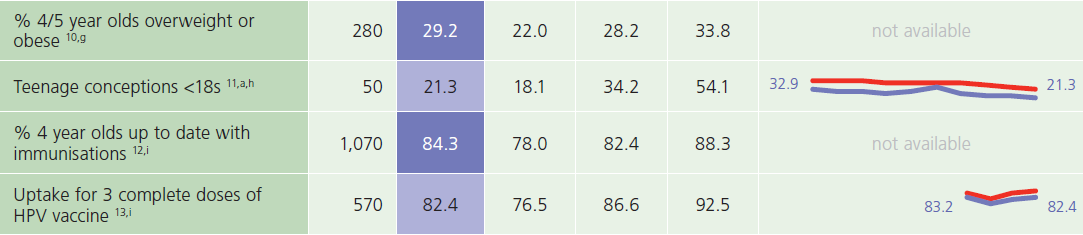 % 4/5 year olds overweight or
obese 10,g 280 29.2 22.0 28.2 33.8 not available
Teenage conceptions <18s 11,a,h 50 21.3 18.1 34.2 54.1 32.9 21.3
% 4 year olds up to date with
immunisations 12,i 1,070 84.3 78.0 82.4 88.3 not available
Uptake for 3 complete doses of
HPV vaccine 13,i 570 82.4 76.5 86.6 92.5 83.2 82.4